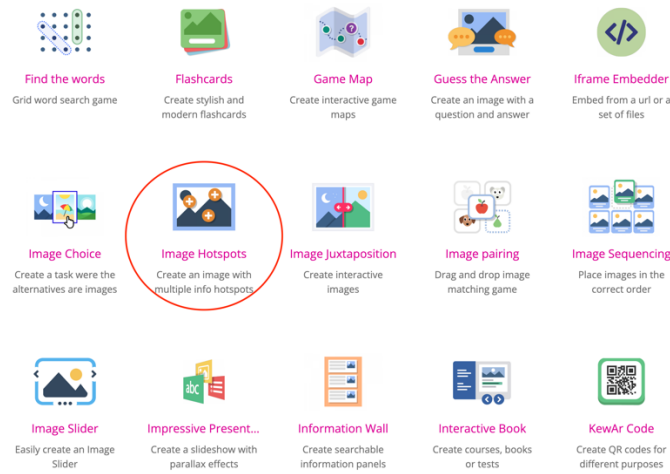 Find the words
Flashcards
Game Map
Guess the Answer
Iframe Embedder
Grid word search game
Create stylish and
modern flashcards
Create interactive game
maps
Create an image with a
question and answer
Embed from a url or a
set of files
Image Choice
Image Hotspots
Image Juxtaposition
Image pairing
Image Sequencing
Create a task were the
alternatives are images
Create an image with
multiple info hotspots
Create interactive
images
Drag and drop image
matching game
Place images in the
correct order
abc
Image Slider
Impressive Present...
Information Wall
Interactive Book
KewAr Code
Easily create an Image
Slider
Create a slideshow with
parallax effects
Create searchable
information panels
Create courses, books
or tests
Create QR codes for
different purposes